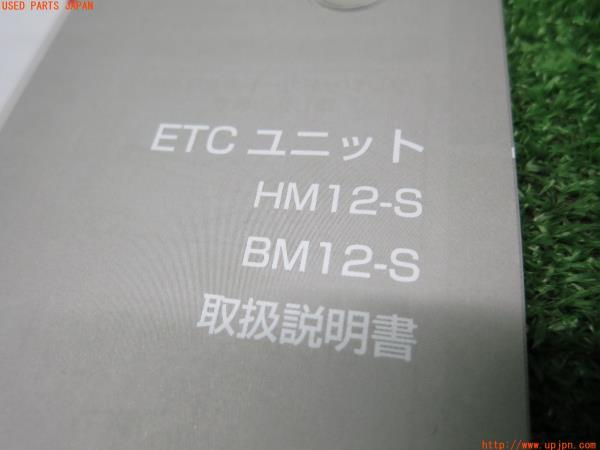 USED PARTS JAPAN
ETC ユニット
HM12-S
BM12-S
取扱説明書
http://www.upjpn.com/